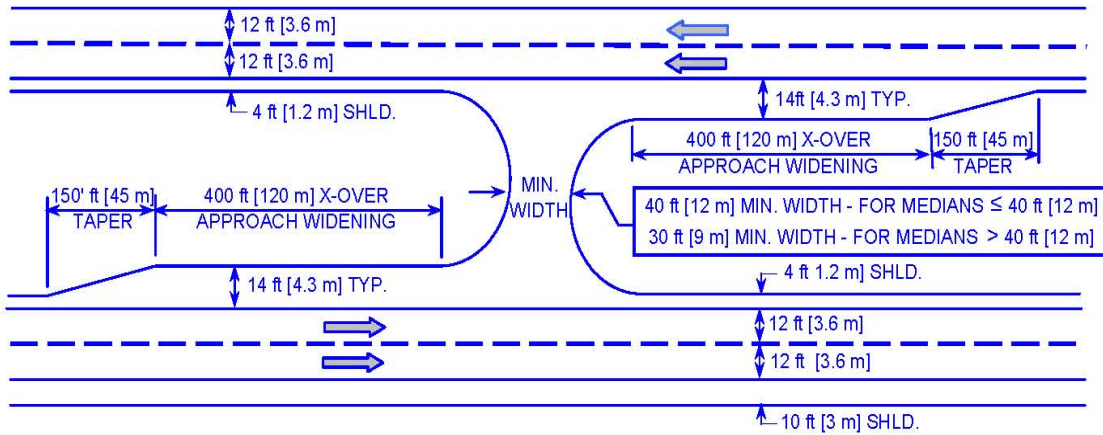 12 ft [3.6 m]
12 ft [3.6 m]
4 ft [1.2 m] SHLD.
14ft [4.3 m] TYP.
400 ft [120 m] X-OVER
APPROACH WIDENING
150 ft [45 m]
TAPER
150' ft [45 m]
TAPER
400 ft [120 m] X-OVER
APPROACH WIDENING
MIN.
WIDTH
40 ft [12 m] MIN. WIDTH - FOR MEDIANS ≤ 40 ft [12 m]
30 ft [9 m] MIN. WIDTH - FOR MEDIANS > 40 ft [12 m]
14 ft [4.3 m] TYP.
4 ft 1.2 m] SHLD.
12 ft [3.6 m]
12 ft [3.6 m]
10 ft [3 m] SHLD.